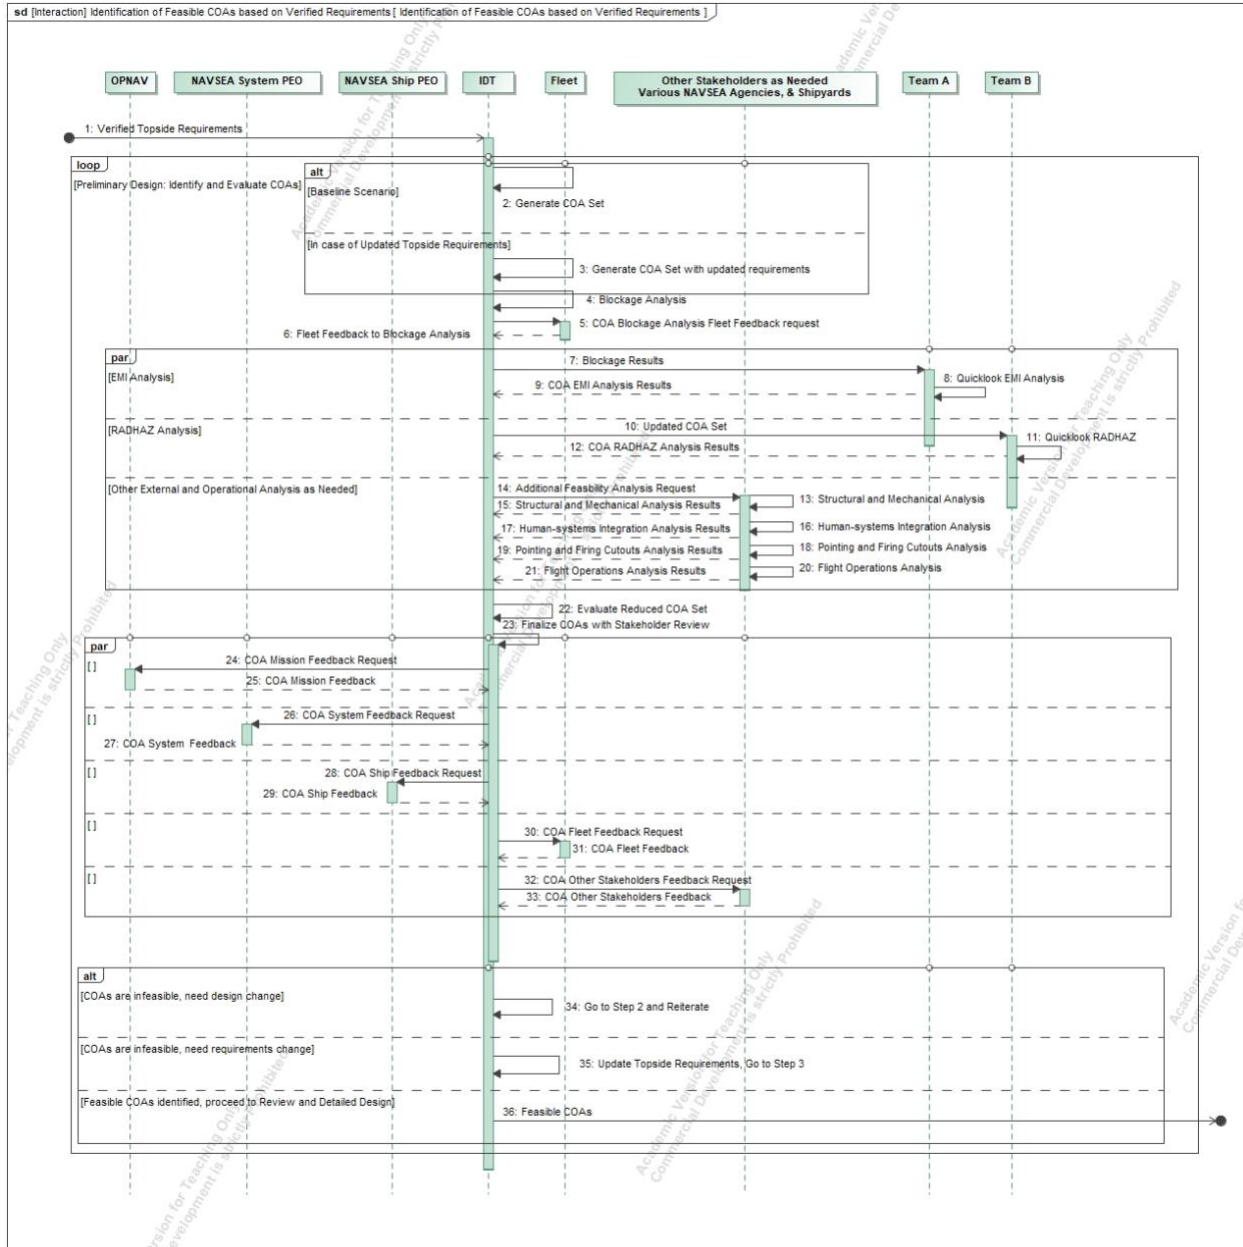 sd [Interaction] Identification of Feasible COAs based on Verified Requirements [ Identification of Feasible COAs based on Verified Requirements ]
OPNAV
NAVSEA System PEO
NAVSEA Ship PEO
IDT
Fleet
Other Stakeholders as Needed
Various NAVSEA Agencies, & Shipyards
Team A
Team B
1: Verified Topside Requirements
loop
[Preliminary Design: Identify and Evaluate COAs]
alt
[Baseline Scenario]
2: Generate COA Set
[In case of Updated Topside Requirements]
3: Generate COA Set with updated requirements
4: Blockage Analysis
5: COA Blockage Analysis Fleet Feedback request
6: Fleet Feedback to Blockage Analysis
par
[EMI Analysis]
7: Blockage Results
8: Quicklook EMI Analysis
9: COA EMI Analysis Results
[RADHAZ Analysis]
10: Updated COA Set
11: Quicklook RADHAZ
12: COA RADHAZ Analysis Results
[Other External and Operational Analysis as Needed]
14: Additional Feasbility Analysis Request
13: Structural and Mechanical Analysis
15: Structural and Mechanical Analysis Results
16: Human-systems Integration Analysis
17: Human-systems Integration Analysis Results
18: Pointing and Firing Cutouts Analysis
19: Pointing and Firing Cutouts Analysis Results
20: Flight Operations Analysis
21: Flight Operations Analysis Results
22: Evaluate Reduced COA Set
23: Finalize COAs with Stakeholder Review
par
[ ]
24: COA Mission Feedback Request
25: COA Mission Feedback
[ ]
26: COA System Feedback Request
27: COA System Feedback
[ ]
28: COA Ship Feedback Request
29: COA Ship Feedback
[ ]
30: COA Fleet Feedback Request
31: COA Fleet Feedback
[ ]
32: COA Other Stakeholders Feedback Request
33: COA Other Stakeholders Feedback
alt
[COAs are infeasible, need design change]
34: Go to Step 2 and Reiterate
[COAs are infeasible, need requirements change]
35: Update Topside Requirements, Go to Step 3
[Feasible COAs identified, proceed to Review and Detailed Design]
36: Feasible COAs
Academic Version for Teaching Only
Commercial Development is strictly Prohibited